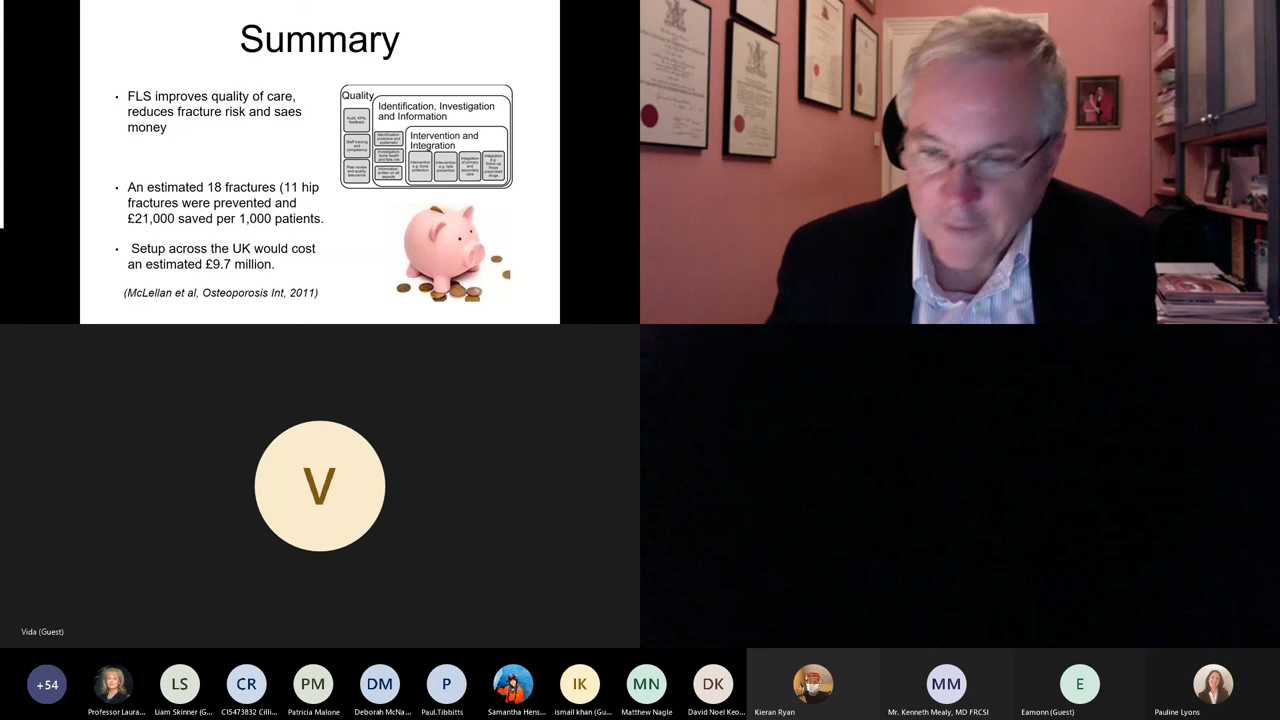 Summary
FLS improves quality of care,
reduces fracture risk and saes
money
An estimated 18 fractures (11 hip
fractures were prevented and
£21,000 saved per 1,000 patients.
Setup across the UK would cost
an estimated £9.7 million.
(McLellan et al, Osteoporosis Int, 2011)
Quality
Identification, Investigation
and Information
Intervention and
Integration
V
Vida (Guest)
+54
Professor Laura...
LS
Liam Skinner (G...
CR
C15473832 Cilli...
PM
Patricia Malone
DM
Deborah McNa...
P
Paul.Tibbitts
Samantha Hens...
IK
ismail khan (Gu...
MN
Matthew Nagle
DK
David Noel Keo...
Kieran Ryan
MM
Mr. Kenneth Mealy, MD FRCSI
E
Eamonn (Guest)
Pauline Lyons